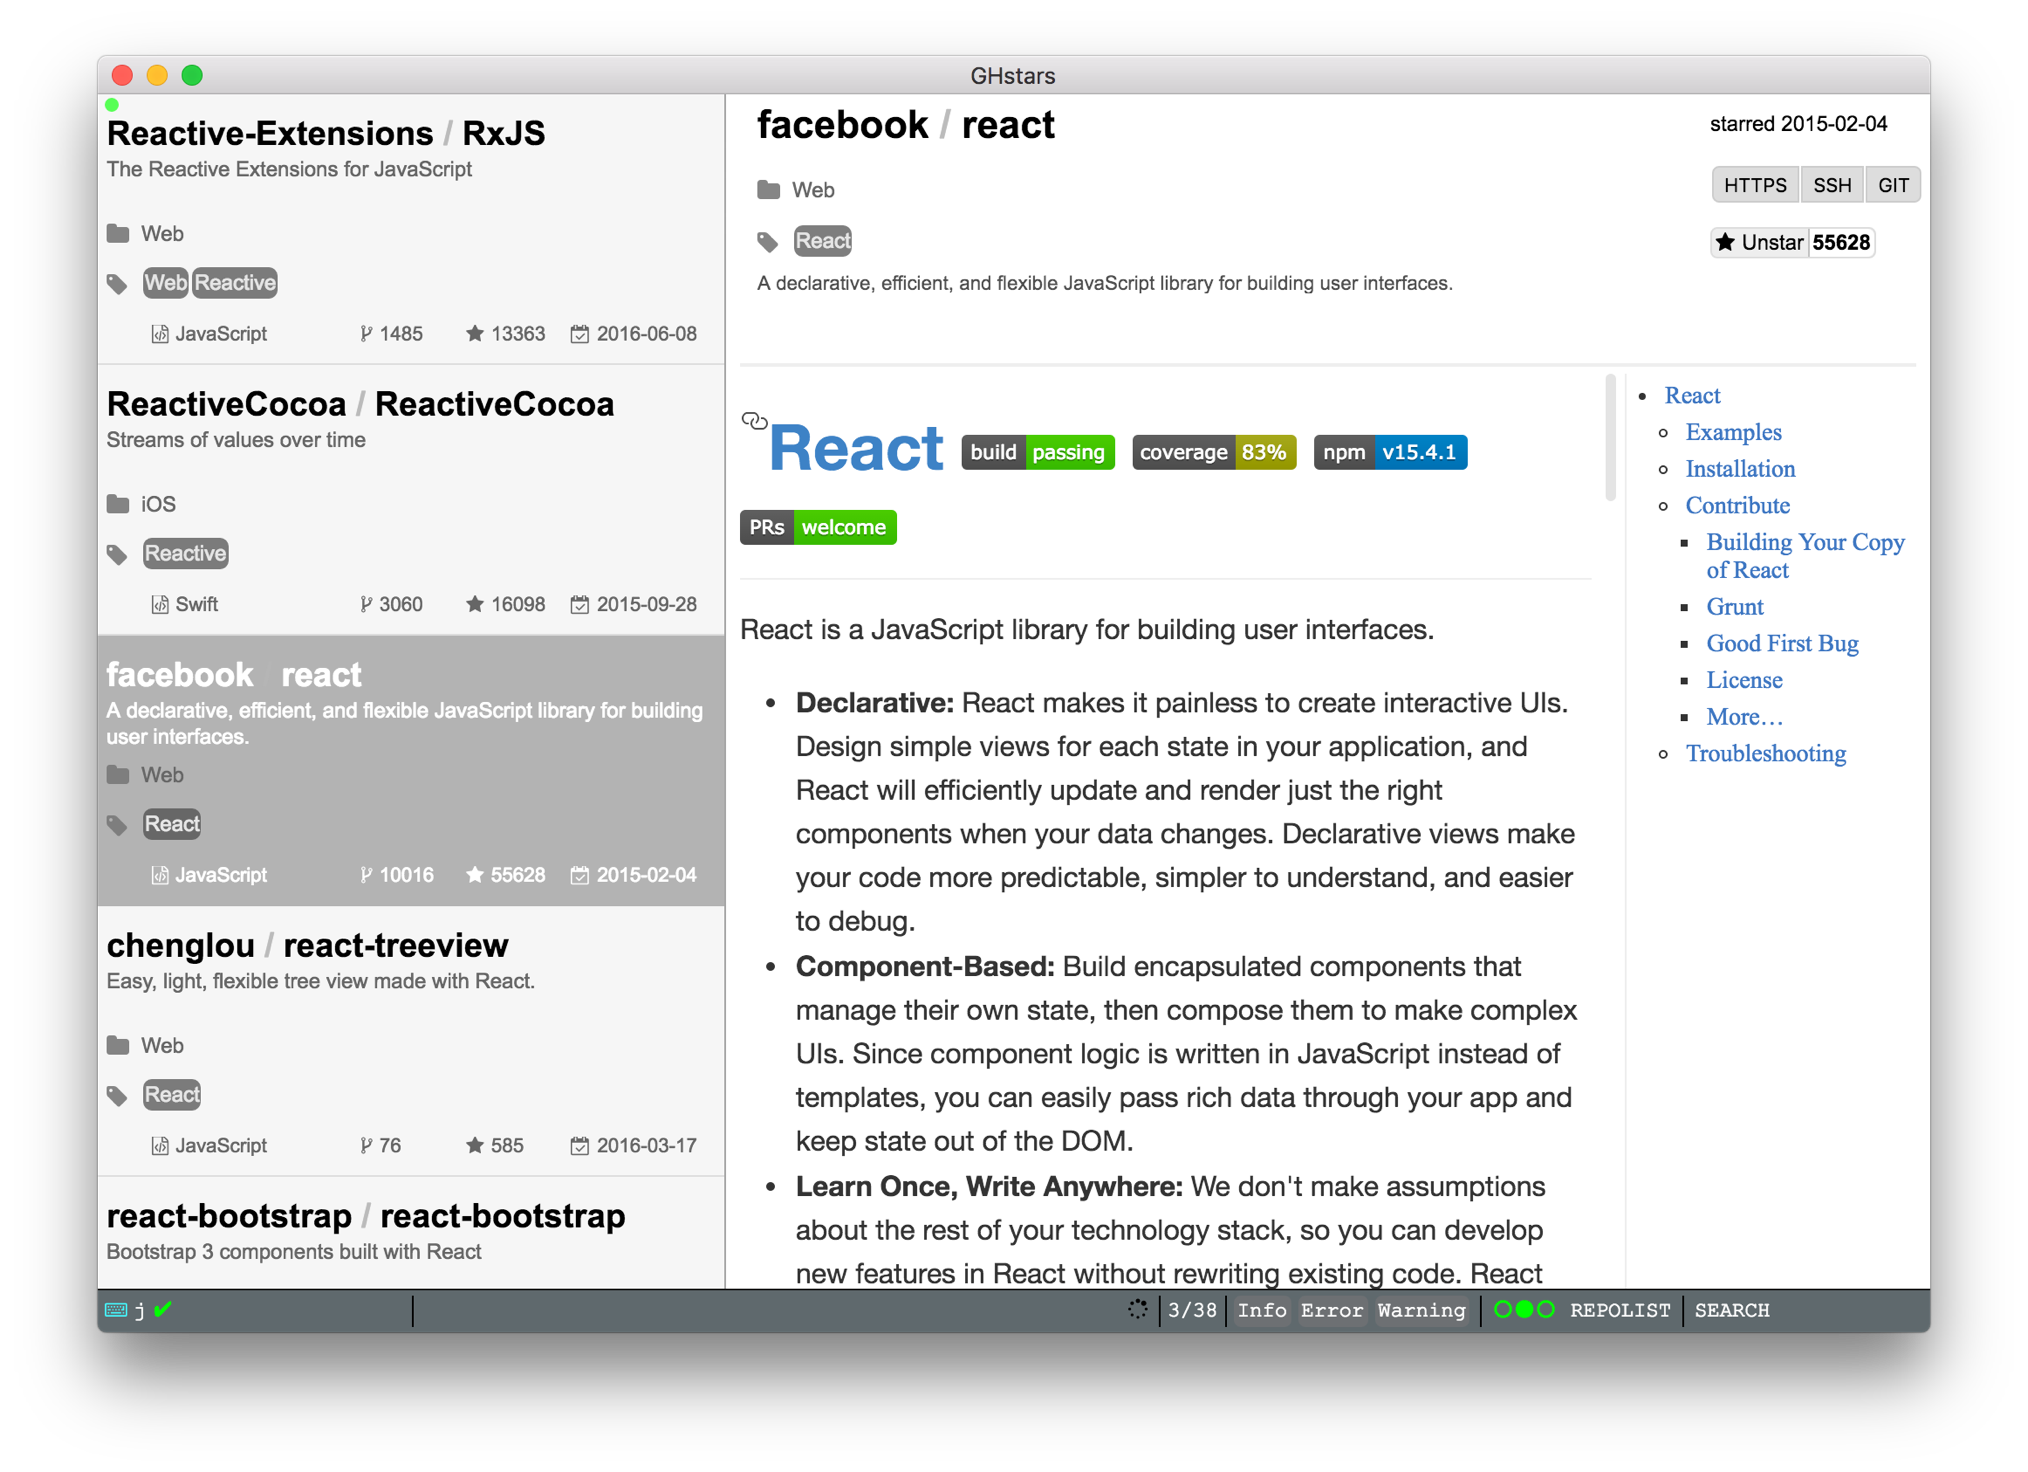 GHstars
Reactive-Extensions / RxJS
The Reactive Extensions for JavaScript
Web
Web Reactive
JavaScript 1485 13363 2016-06-08
ReactiveCocoa / ReactiveCocoa
Streams of values over time
iOS
Reactive
Swift 3060 16098 2015-09-28
facebook / react
A declarative, efficient, and flexible JavaScript library for building
user interfaces.
Web
React
JavaScript 10016 55628 2015-02-04
chenglou / react-treeview
Easy, light, flexible tree view made with React.
Web
React
JavaScript 76 585 2016-03-17
react-bootstrap / react-bootstrap
Bootstrap 3 components built with React
facebook / react
starred 2015-02-04
Web
HTTPS SSH GIT
React
Unstar 55628
A declarative, efficient, and flexible JavaScript library for building user interfaces.
React build passing coverage 83% npm v15.4.1
PRs welcome
React is a JavaScript library for building user interfaces.
• Declarative: React makes it painless to create interactive UIs.
Design simple views for each state in your application, and
React will efficiently update and render just the right
components when your data changes. Declarative views make
your code more predictable, simpler to understand, and easier
to debug.
• Component-Based: Build encapsulated components that
manage their own state, then compose them to make complex
UIs. Since component logic is written in JavaScript instead of
templates, you can easily pass rich data through your app and
keep state out of the DOM.
• Learn Once, Write Anywhere: We don't make assumptions
about the rest of your technology stack, so you can develop
new features in React without rewriting existing code. React
React
Examples
Installation
Contribute
Building Your Copy
of React
Grunt
Good First Bug
License
More…
Troubleshooting
j 3/38 Info Error Warning REPOLIST SEARCH